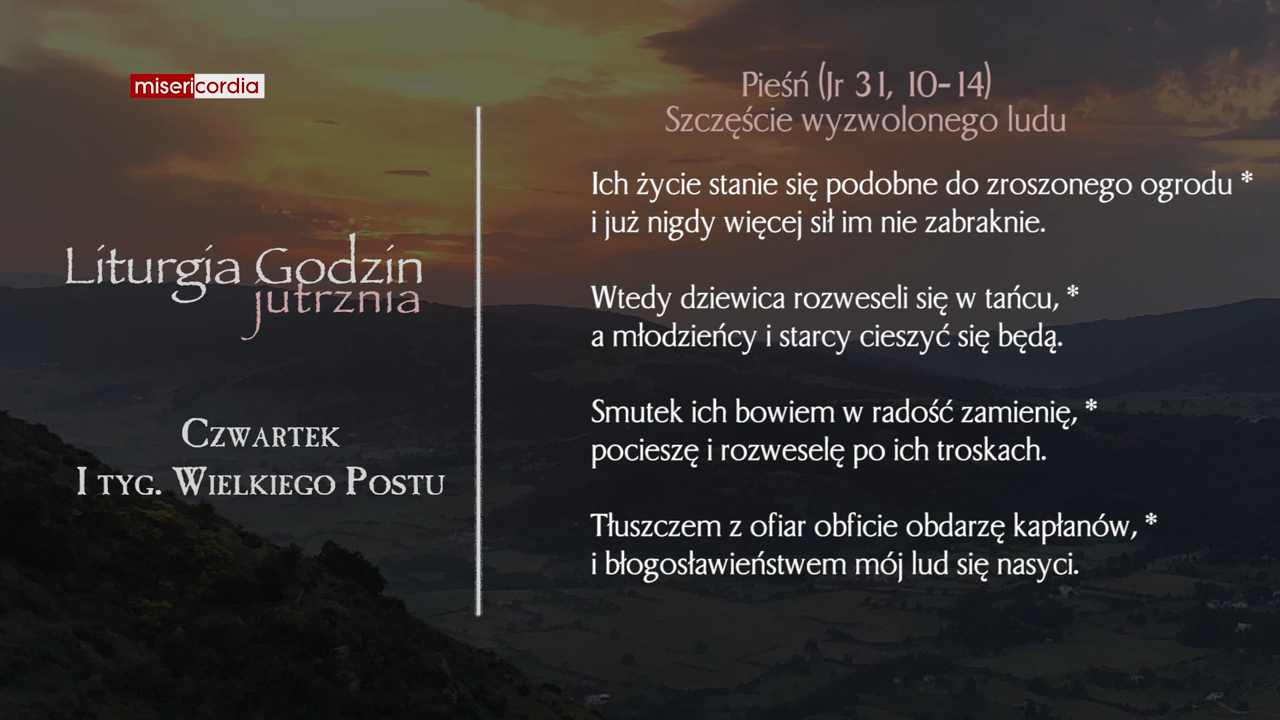 misericordia
Liturgia Godzin
jutrznia
Czwartek
I tyg. Wielkiego Postu
Pieśń (Jr 31, 10-14)
Szczęście wyzwolonego ludu
Ich życie stanie się podobne do zroszonego ogrodu *
i już nigdy więcej sił im nie zabraknie.
Wtedy dziewica rozweseli się w tańcu, *
a młodzieńcy i starcy cieszyć się będą.
Smutek ich bowiem w radość zamienię, *
pocieszę i rozweselę po ich troskach.
Tłuszczem z ofiar obficie obdarzę kapłanów, *
i błogosławieństwem mój lud się nasyci.